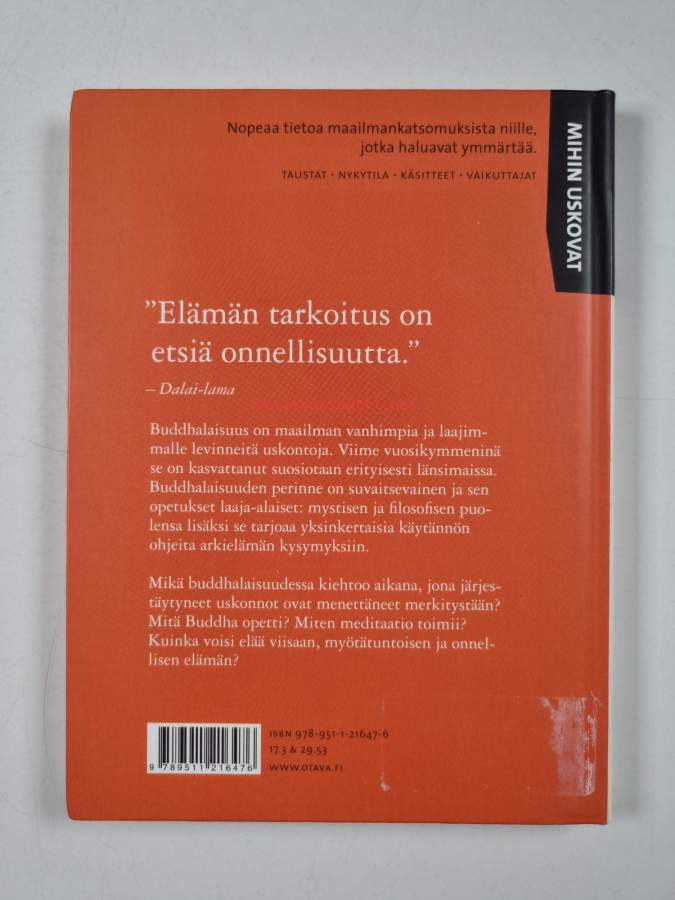 Nopeaa tietoa maailmankatsomuksista niille,
jotka haluavat ymmärtää.
TAUSTAT · NYKYTILA · KÄSITTEET · VAIKUTTAJAT
MIHIN USKOVAT
”Elämän tarkoitus on
etsiä onnellisuutta.”
– Dalai-lama
Buddhalaisuus on maailman vanhimpia ja laajim-
malle levinneitä uskontoja. Viime vuosikymmeninä
se on kasvattanut suosiotaan erityisesti länsimaissa.
Buddhalaisuuden perinne on suvaitsevainen ja sen
opetukset laaja-alaiset: mystisen ja filosofisen puo-
lensa lisäksi se tarjoaa yksinkertaisia käytännön
ohjeita arkielämän kysymyksiin.
Mikä buddhalaisuudessa kiehtoo aikana, jona järjes-
täytyneet uskonnot ovat menettäneet merkitystään?
Mitä Buddha opetti? Miten meditaatio toimii?
Kuinka voisi elää viisaan, myötätuntoisen ja onnel-
lisen elämän?
ISBN 978-951-1-21647-6
17.3 & 29.53
WWW.OTAVA.FI
9 789511 216476